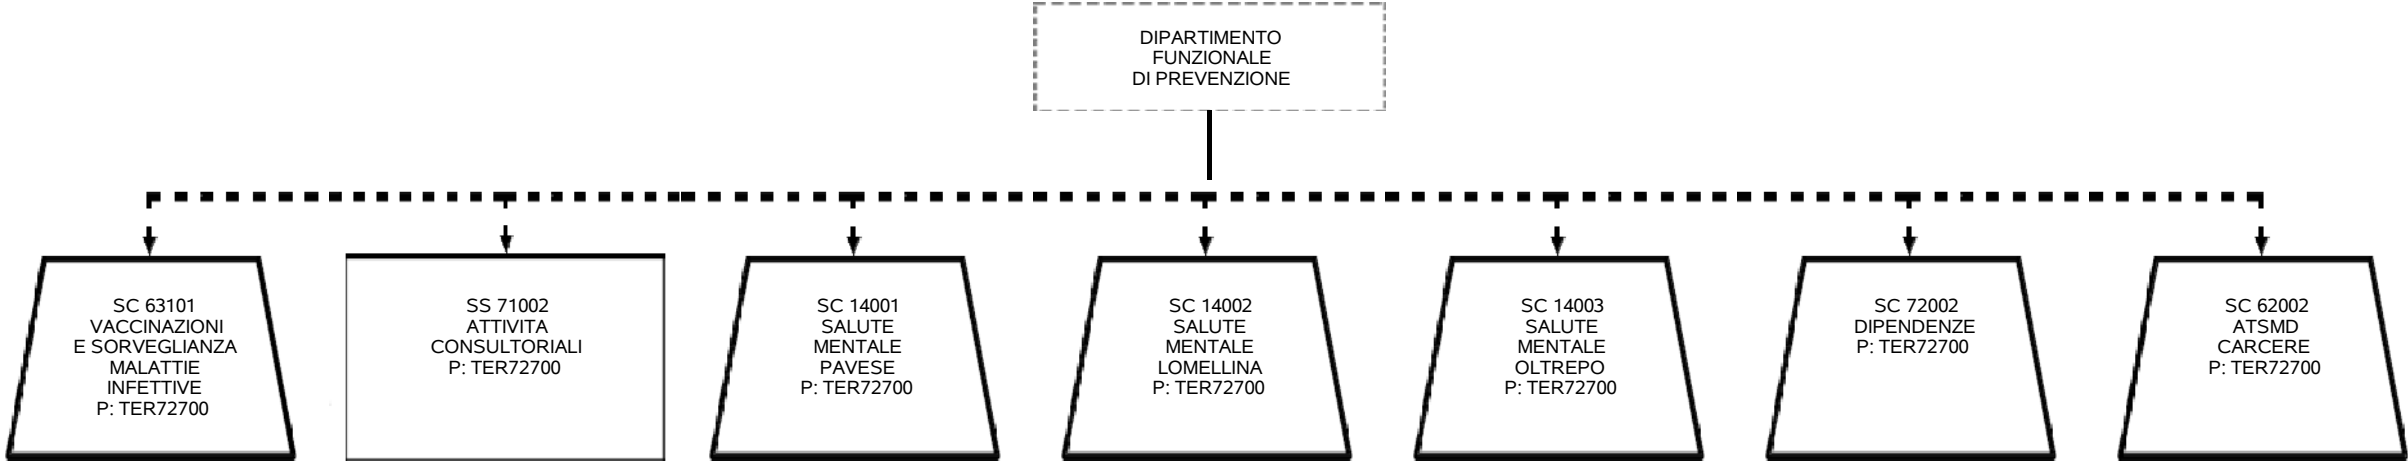 DIPARTIMENTO
FUNZIONALE
DI PREVENZIONE
SC 63101
VACCINAZIONI
E SORVEGLIANZA
MALATTIE
INFETTIVE
P: TER72700
SS 71002
ATTIVITA
CONSULTORIALI
P: TER72700
SC 14001
SALUTE
MENTALE
PAVESE
P: TER72700
SC 14002
SALUTE
MENTALE
LOMELLINA
P: TER72700
SC 14003
SALUTE
MENTALE
OLTREPO
P: TER72700
SC 72002
DIPENDENZE
P: TER72700
SC 62002
ATSMD
CARCERE
P: TER72700